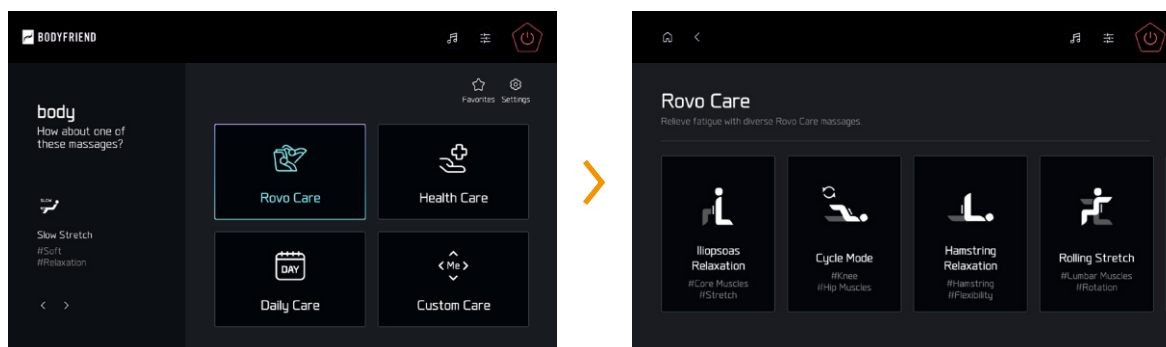 BODYFRIEND
Favorites Settings
body
How about one of
these massages?
SLOW
Slow Stretch
#Soft
#Relaxation
Rovo Care
Health Care
DAY
Daily Care
< Me >
Custom Care
Rovo Care
Relieve fatigue with diverse Rovo Care massages.
Iliopsoas
Relaxation
#Core Muscles
#Stretch
Cycle Mode
#Knee
#Hip Muscles
Hamstring
Relaxation
#Hamstring
#Flexibility
Rolling Stretch
#Lumbar Muscles
#Rotation